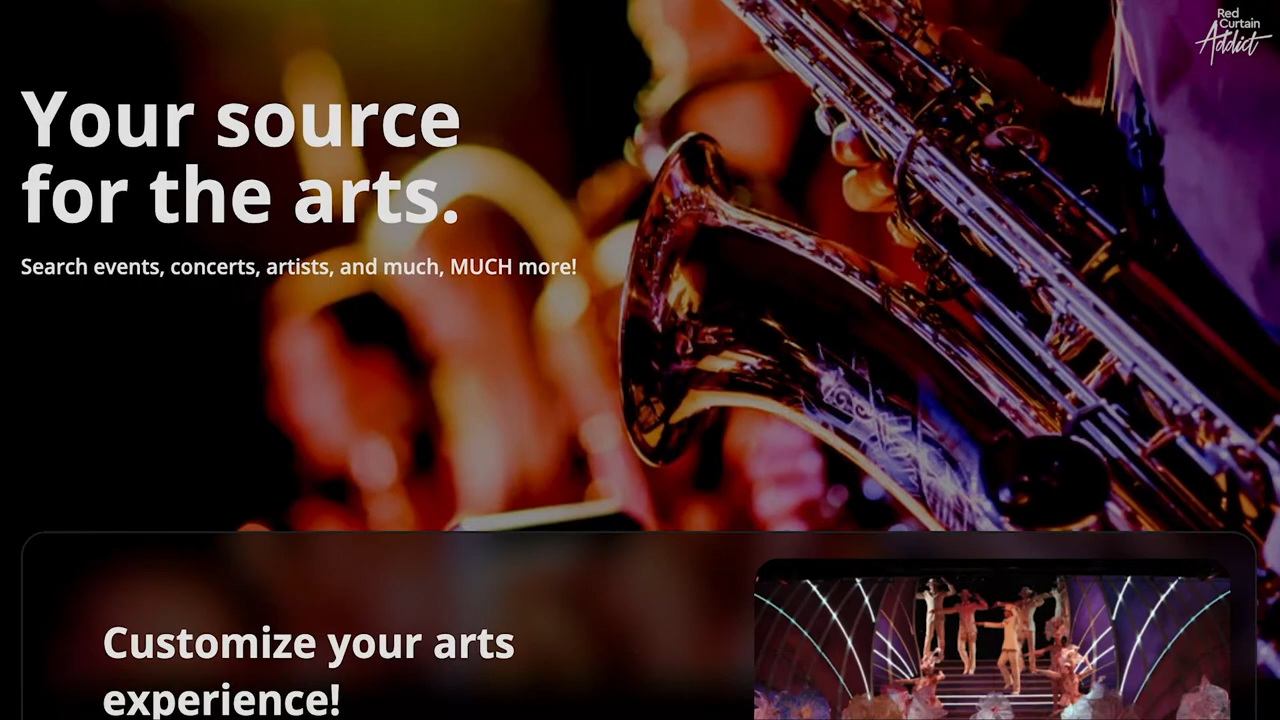 Red
Curtain
Addict
Your source
for the arts.
Search events, concerts, artists, and much, MUCH more!
Customize your arts
experience!